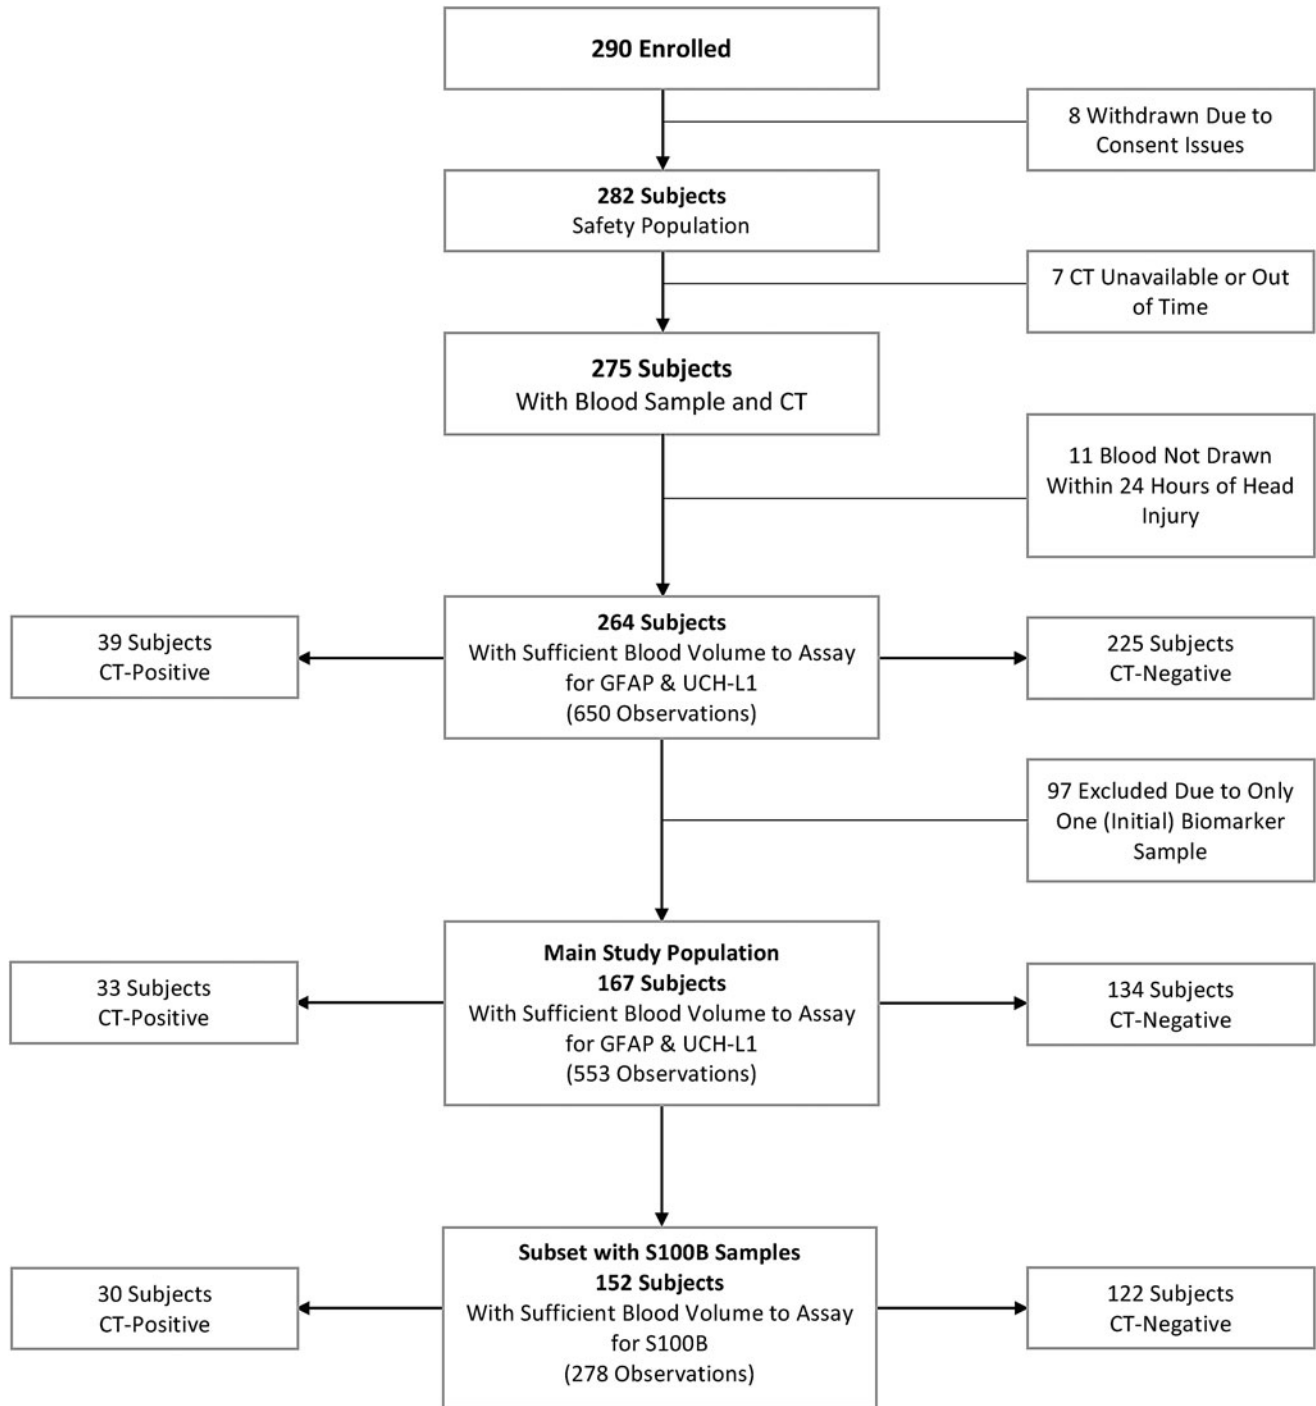 290 Enrolled
8 Withdrawn Due to
Consent Issues
282 Subjects
Safety Population
7 CT Unavailable or Out
of Time
275 Subjects
With Blood Sample and CT
11 Blood Not Drawn
Within 24 Hours of Head
Injury
39 Subjects
CT-Positive
264 Subjects
With Sufficient Blood Volume to Assay
for GFAP & UCH-L1
(650 Observations)
225 Subjects
CT-Negative
97 Excluded Due to Only
One (Initial) Biomarker
Sample
33 Subjects
CT-Positive
Main Study Population
167 Subjects
With Sufficient Blood Volume to Assay
for GFAP & UCH-L1
(553 Observations)
134 Subjects
CT-Negative
30 Subjects
CT-Positive
Subset with S100B Samples
152 Subjects
With Sufficient Blood Volume to Assay
for S100B
(278 Observations)
122 Subjects
CT-Negative